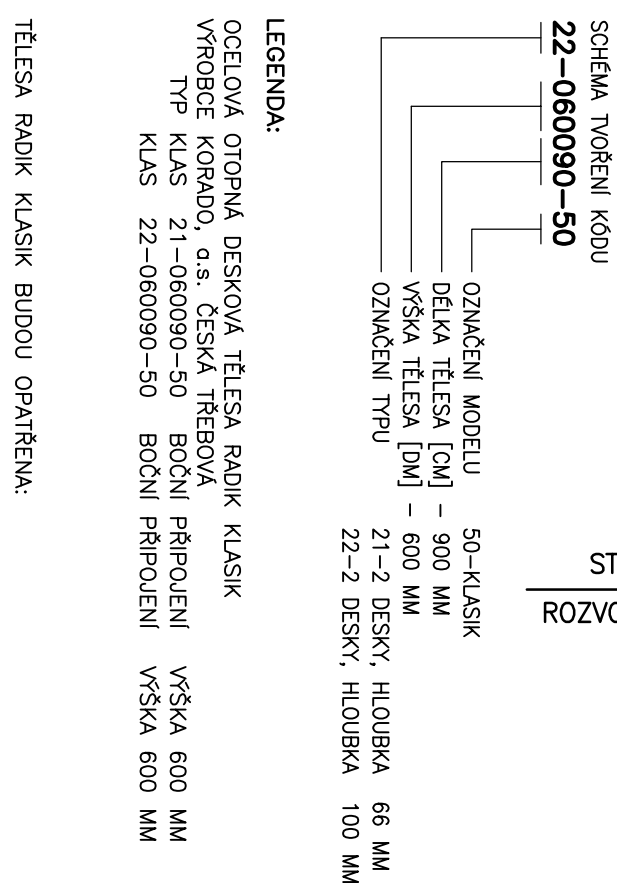 ST
ROZVO
SCHÉMA TVOŘENÍ KÓDU
22-060090-50
OZNAČENÍ MODELU 50-KLASIK
DÉLKA TĚLESA [CM] - 900 MM
VÝŠKA TĚLESA [DM] - 600 MM
OZNAČENÍ TYPU 21-2 DESKY, HLOUBKA 66 MM
22-2 DESKY, HLOUBKA 100 MM
LEGENDA:
OCELOVÁ OTOPNÁ DESKOVÁ TĚLESA RADIK KLASIK
VÝROBCE KORADO, a.s. ČESKÁ TŘEBOVÁ
TYP KLAS 21-060090-50 BOČNÍ PŘIPOJENÍ VÝŠKA 600 MM
KLAS 22-060090-50 BOČNÍ PŘIPOJENÍ VÝŠKA 600 MM
TĚLESA RADIK KLASIK BUDOU OPATŘENA: